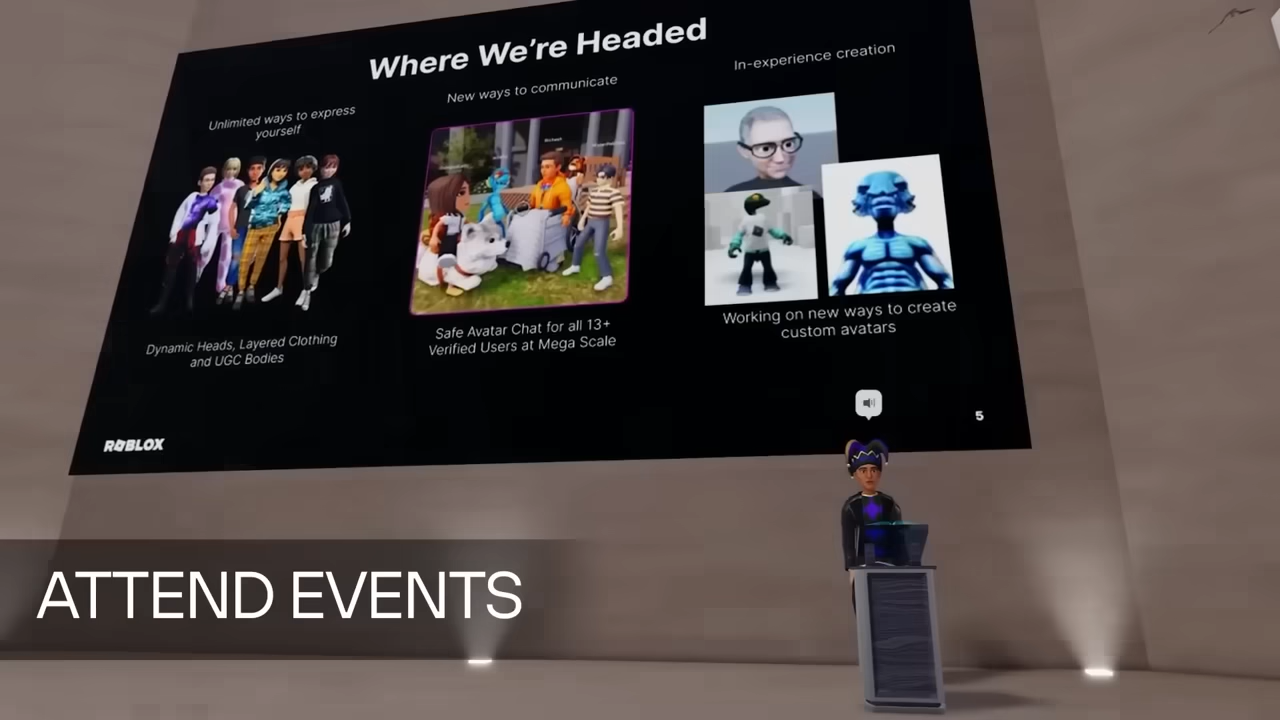 Where We're Headed
Unlimited ways to express
yourself
Dynamic Heads, Layered Clothing
and UGC Bodies
New ways to communicate
Safe Avatar Chat for all 13+
Verified Users at Mega Scale
In-experience creation
Working on new ways to create
custom avatars
ROBLOX
5
ATTEND EVENTS